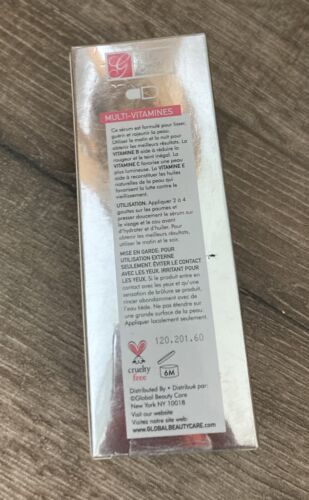 G
MULTI-VITAMINES
Ce sérum est formulé pour lisser,
guérir et rajeunir la peau.
Utiliser le matin et la nuit pour
obtenir les meilleurs résultats. La
VITAMINE B aide à réduire la
rougeur et le teint inégal. La
VITAMINE C favorise une peau
plus lumineuse. La VITAMINE E
aide à reconstituer les huiles
naturelles de la peau qui
favorisent la lutte contre le
vieillissement.
UTILISATION: Appliquer 2 à 4
gouttes sur les paumes et
presser doucement le sérum sur
le visage et le cou avant
d'hydrater et d'huiler. Pour
obtenir les meilleurs résultats,
utiliser le matin et le soir.
MISE EN GARDE: POUR
UTILISATION EXTERNE
SEULEMENT. ÉVITER LE CONTACT
AVEC LES YEUX. IRRITANT POUR
LES YEUX. Si le produit entre en
contact avec les yeux et qu'une
sensation de brûlure se produit,
rincer abondamment avec de
l'eau tiède. Ne pas étendre sur
une grande surface de la peau.
Appliquer localement seulement.
120.201.60
cruelty
free
6M
Distributed By • Distribué par:
©Global Beauty Care
New York NY 10018
Visit our website
Visitez notre site web:
WWW.GLOBALBEAUTYCARE.COM